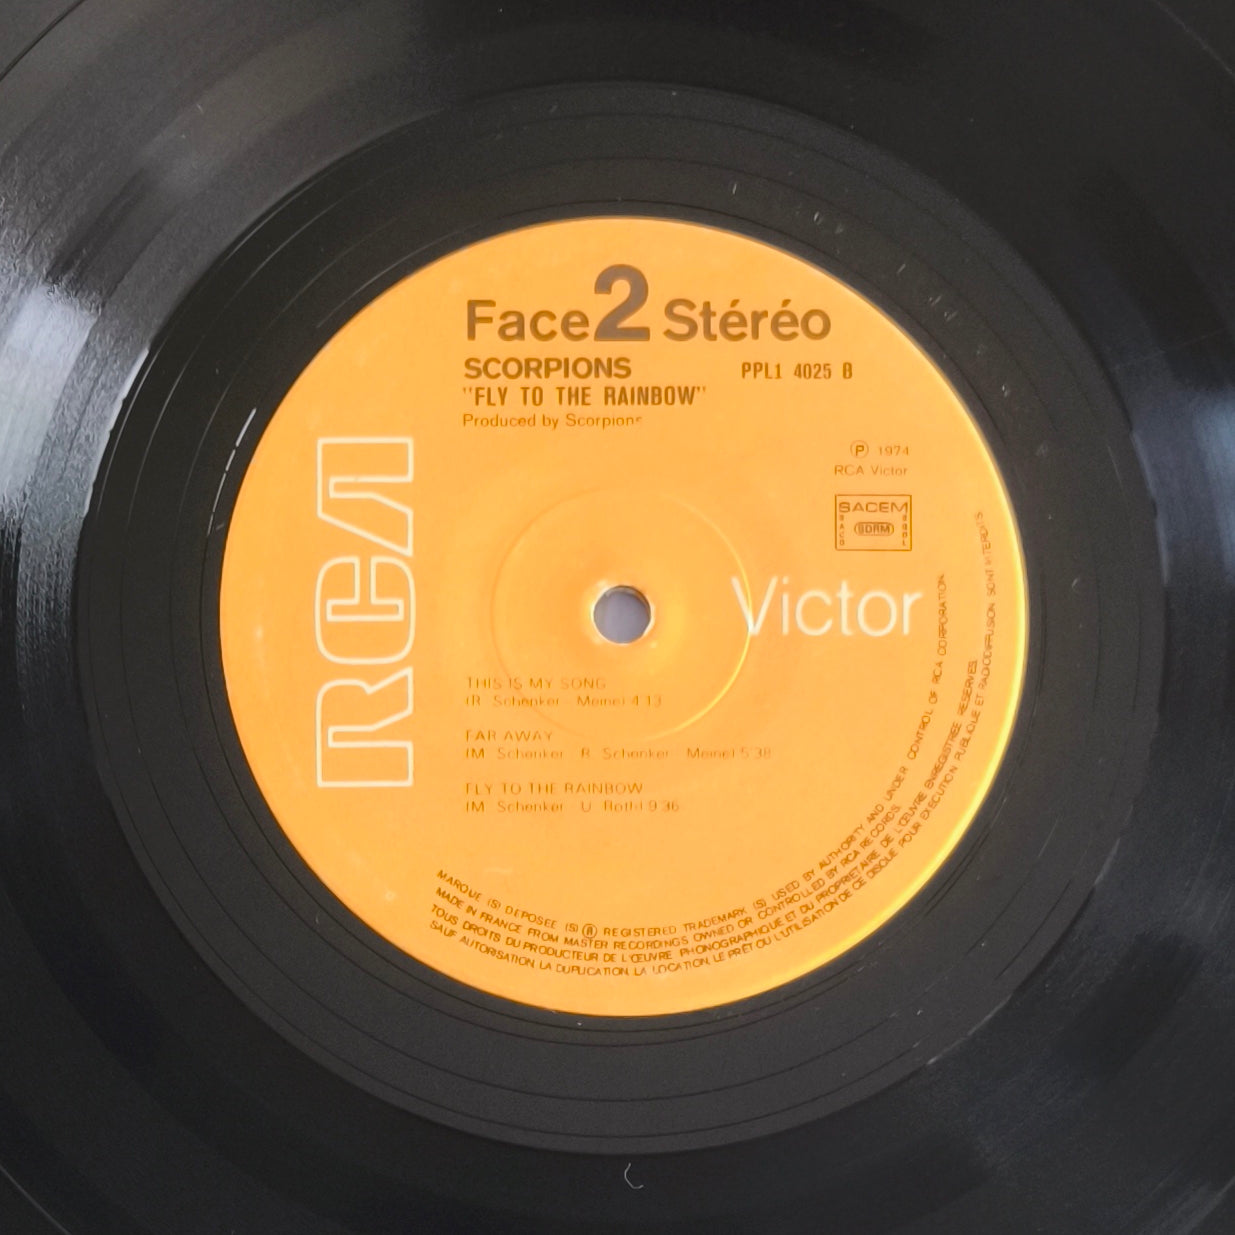 Face 2 Stéréo
SCORPIONS PPL1 4025 B
"FLY TO THE RAINBOW"
Produced by Scorpions
Ⓟ 1974
RCA Victor
SACEM
SACD SDRM SGDL
RCA
Victor
THIS IS MY SONG
(R. Schenker - Meine) 4'13
FAR AWAY
(M. Schenker - R. Schenker - Meine) 5'38
FLY TO THE RAINBOW
(M. Schenker - U. Roth) 9'36
MARQUE (S) DEPOSEE (S) ® REGISTERED TRADEMARK (S) USED BY AUTHORITY AND UNDER CONTROL OF RCA CORPORATION.
MADE IN FRANCE FROM MASTER RECORDINGS OWNED OR CONTROLLED BY RCA RECORDS.
TOUS DROITS DU PRODUCTEUR DE L'ŒUVRE PHONOGRAPHIQUE ET DU PROPRIETAIRE DE L'ŒUVRE ENREGISTREE RESERVES.
SAUF AUTORISATION, LA DUPLICATION, LA LOCATION, LE PRÊT OU L'UTILISATION DE CE DISQUE POUR EXECUTION PUBLIQUE ET RADIODIFFUSION SONT INTERDITS.